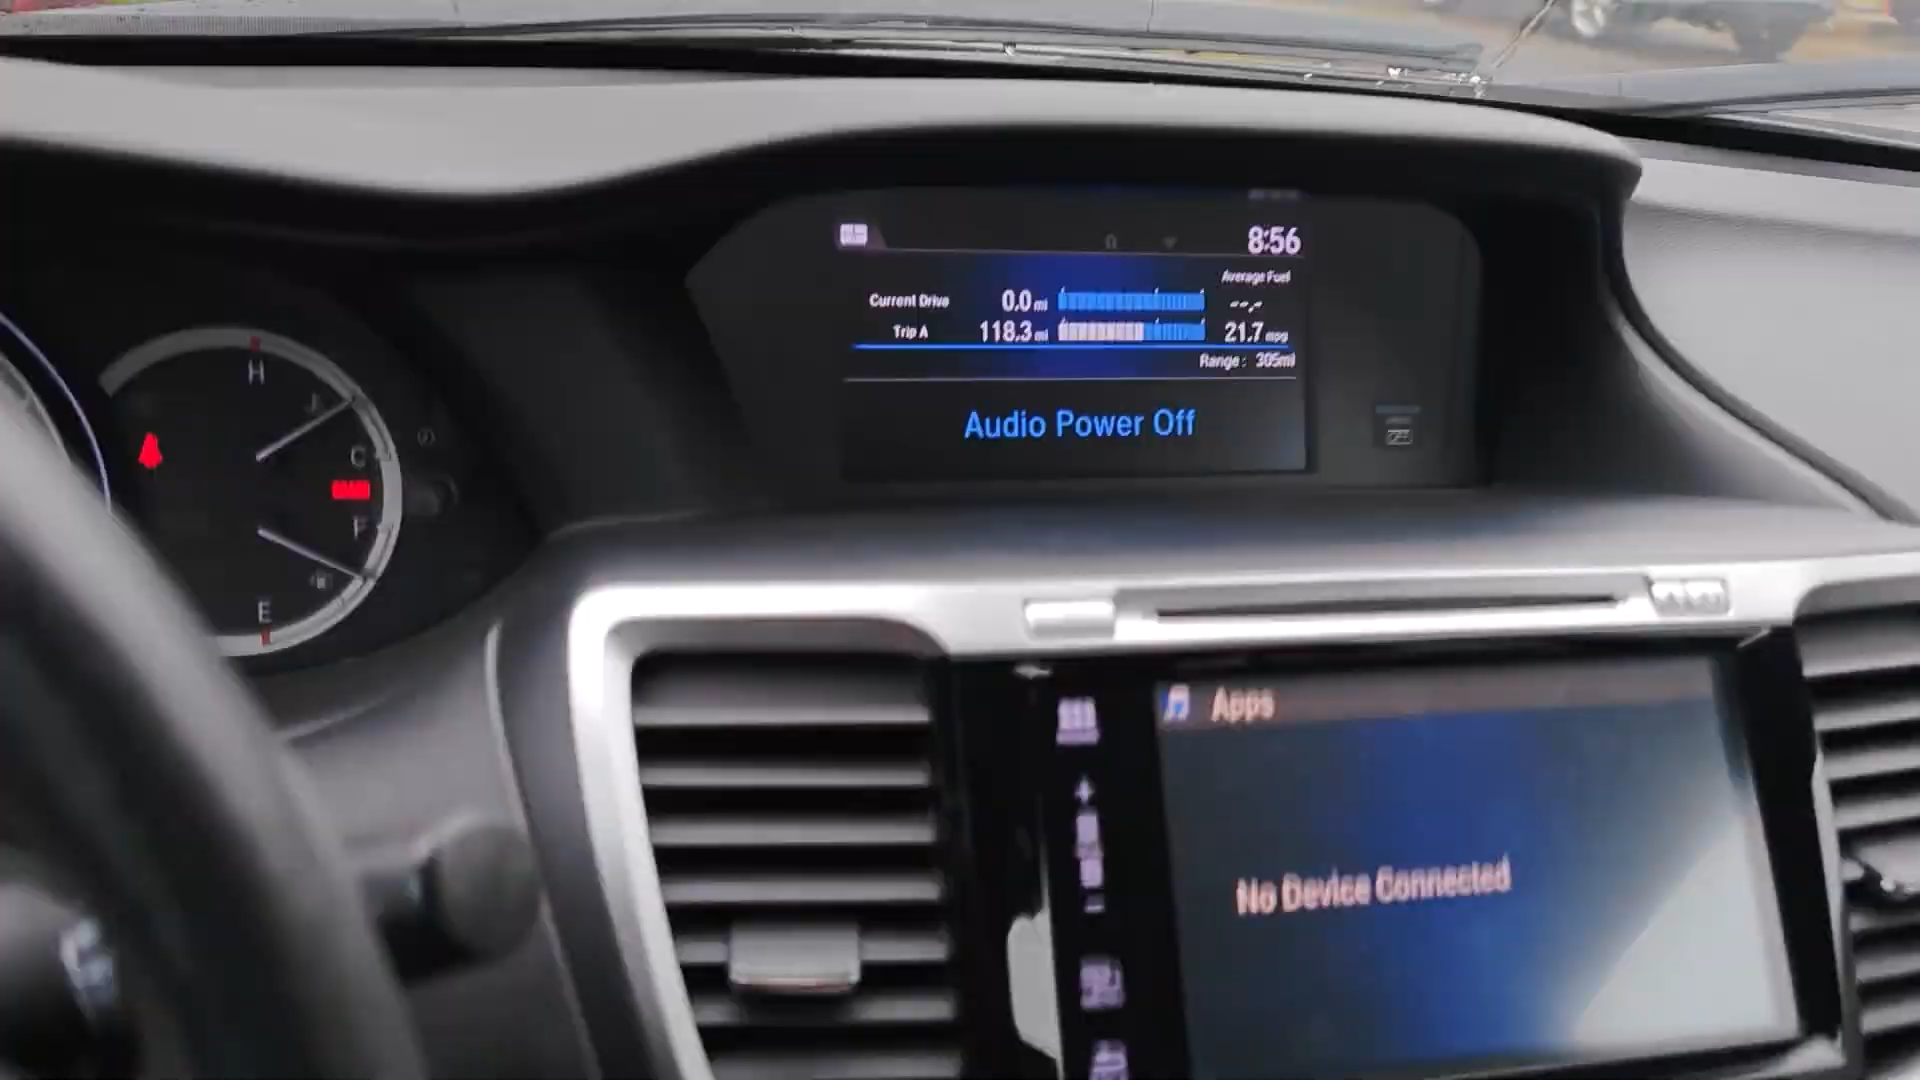 8:56
Average Fuel
Current Drive 0.0 mi --.-
Trip A 118.3 mi 21.7 mpg
Range : 305mi
Audio Power Off
H
C
F
E
Apps
No Device Connected
+
-